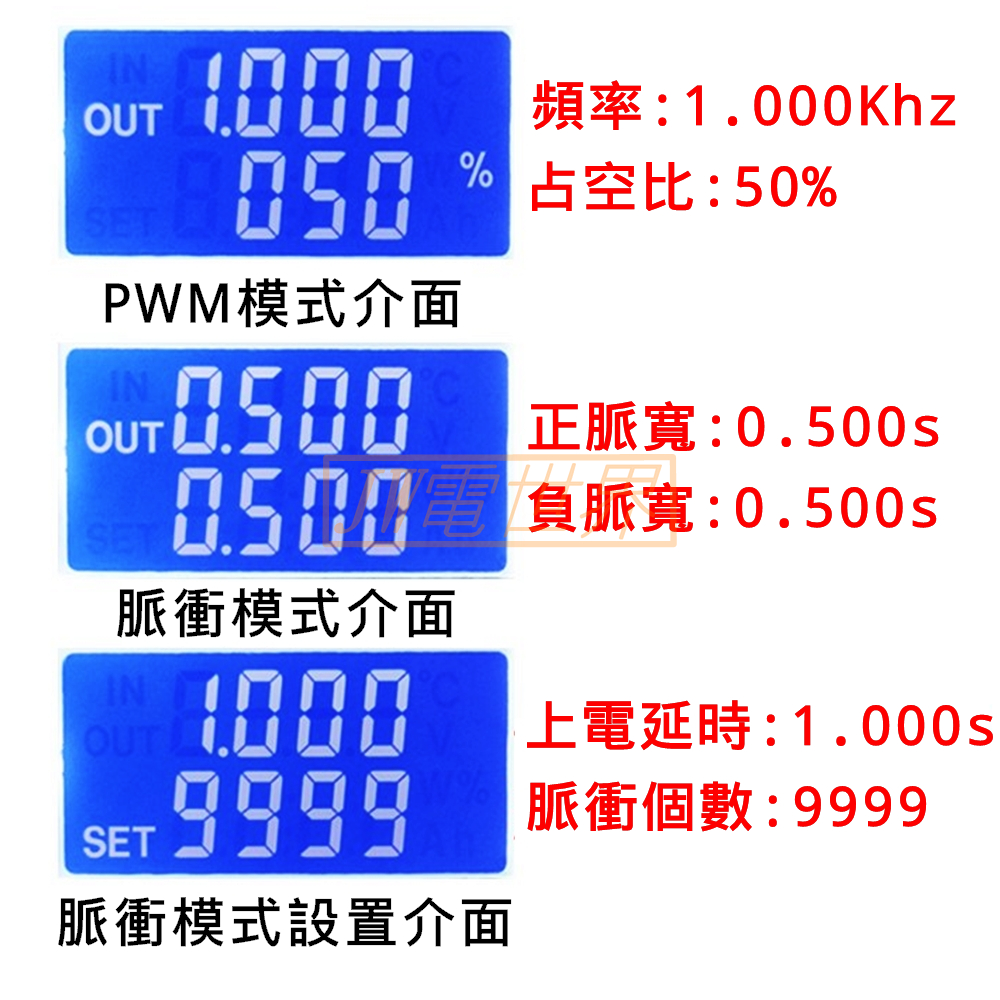 OUT 1.000
050 %
頻率:1.000Khz
占空比:50%
PWM模式介面
OUT 0.500
0.500
正脈寬:0.500s
負脈寬:0.500s
JW電世界
脈衝模式介面
1.000
SET 9999
上電延時:1.000s
脈衝個數:9999
脈衝模式設置介面